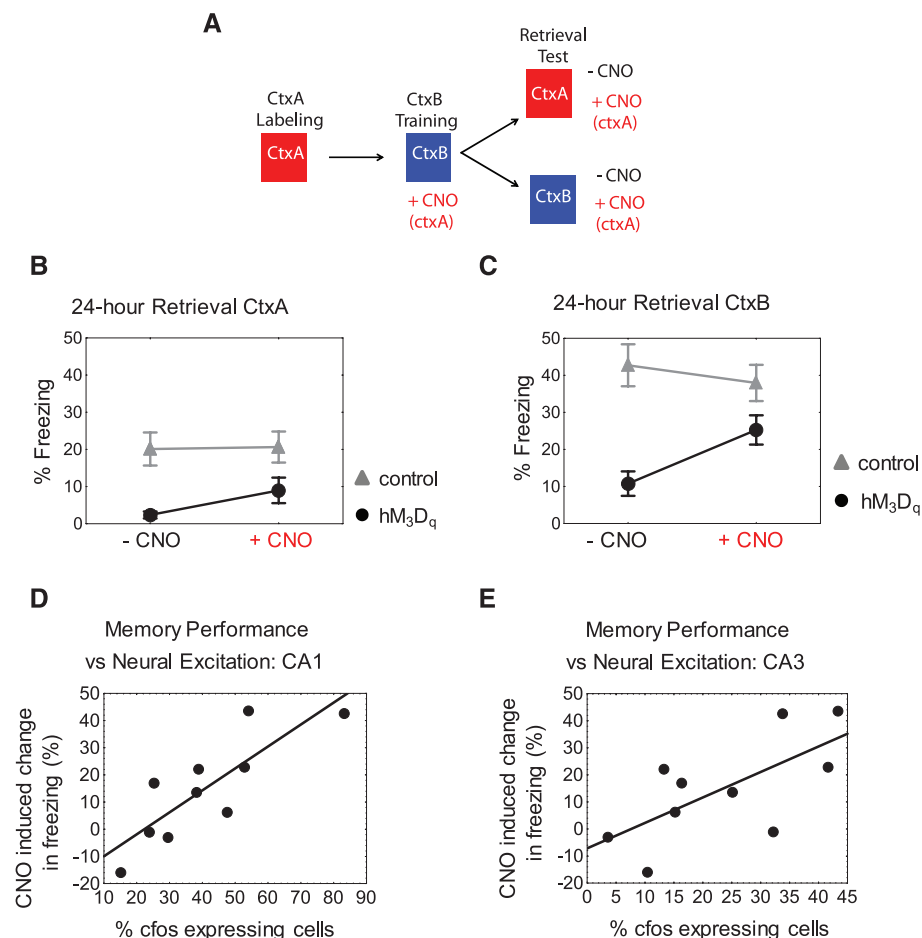 A
CtxA
Labeling
CtxA
CtxB
Training
CtxB
+ CNO
(ctxA)
Retrieval
Test
CtxA
- CNO
+ CNO
(ctxA)
CtxB
- CNO
+ CNO
(ctxA)
B
24-hour Retrieval CtxA
% Freezing
50
40
30
20
10
0
- CNO
+ CNO
control
hM3Dq
C
24-hour Retrieval CtxB
% Freezing
50
40
30
20
10
0
- CNO
+ CNO
control
hM3Dq
D
Memory Performance
vs Neural Excitation: CA1
CNO induced change
in freezing (%)
50
40
30
20
10
0
-10
-20
10 20 30 40 50 60 70 80 90
% cfos expressing cells
E
Memory Performance
vs Neural Excitation: CA3
CNO induced change
in freezing (%)
50
40
30
20
10
0
-10
-20
0 5 10 15 20 25 30 35 40 45
% cfos expressing cells